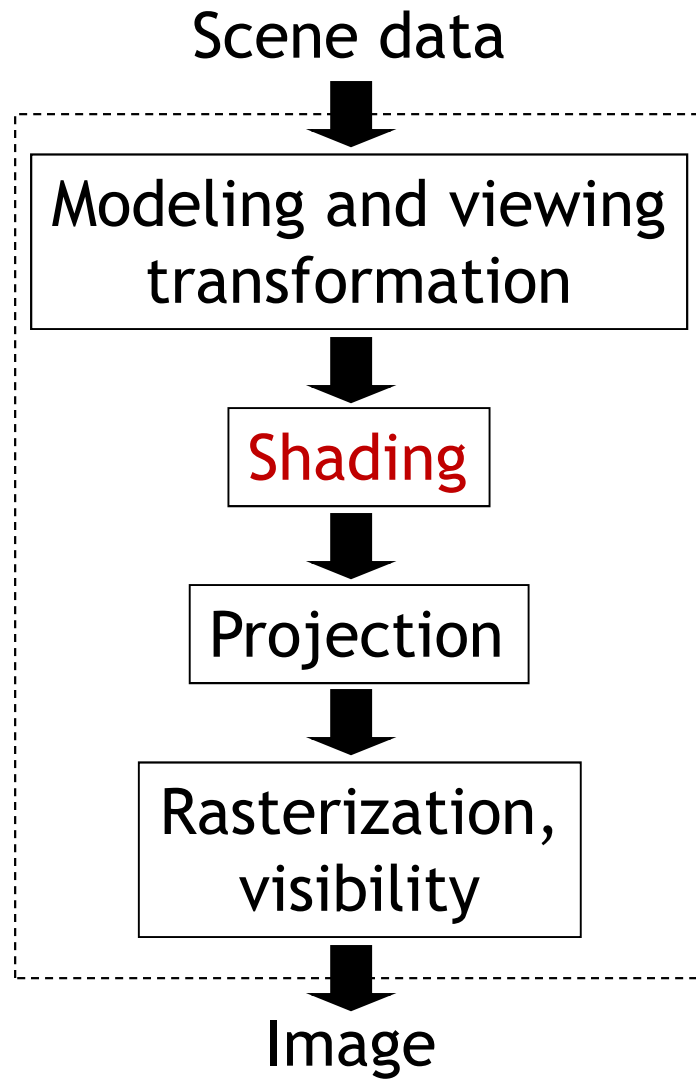 Scene data
Modeling and viewing
transformation
Shading
Projection
Rasterization,
visibility
Image